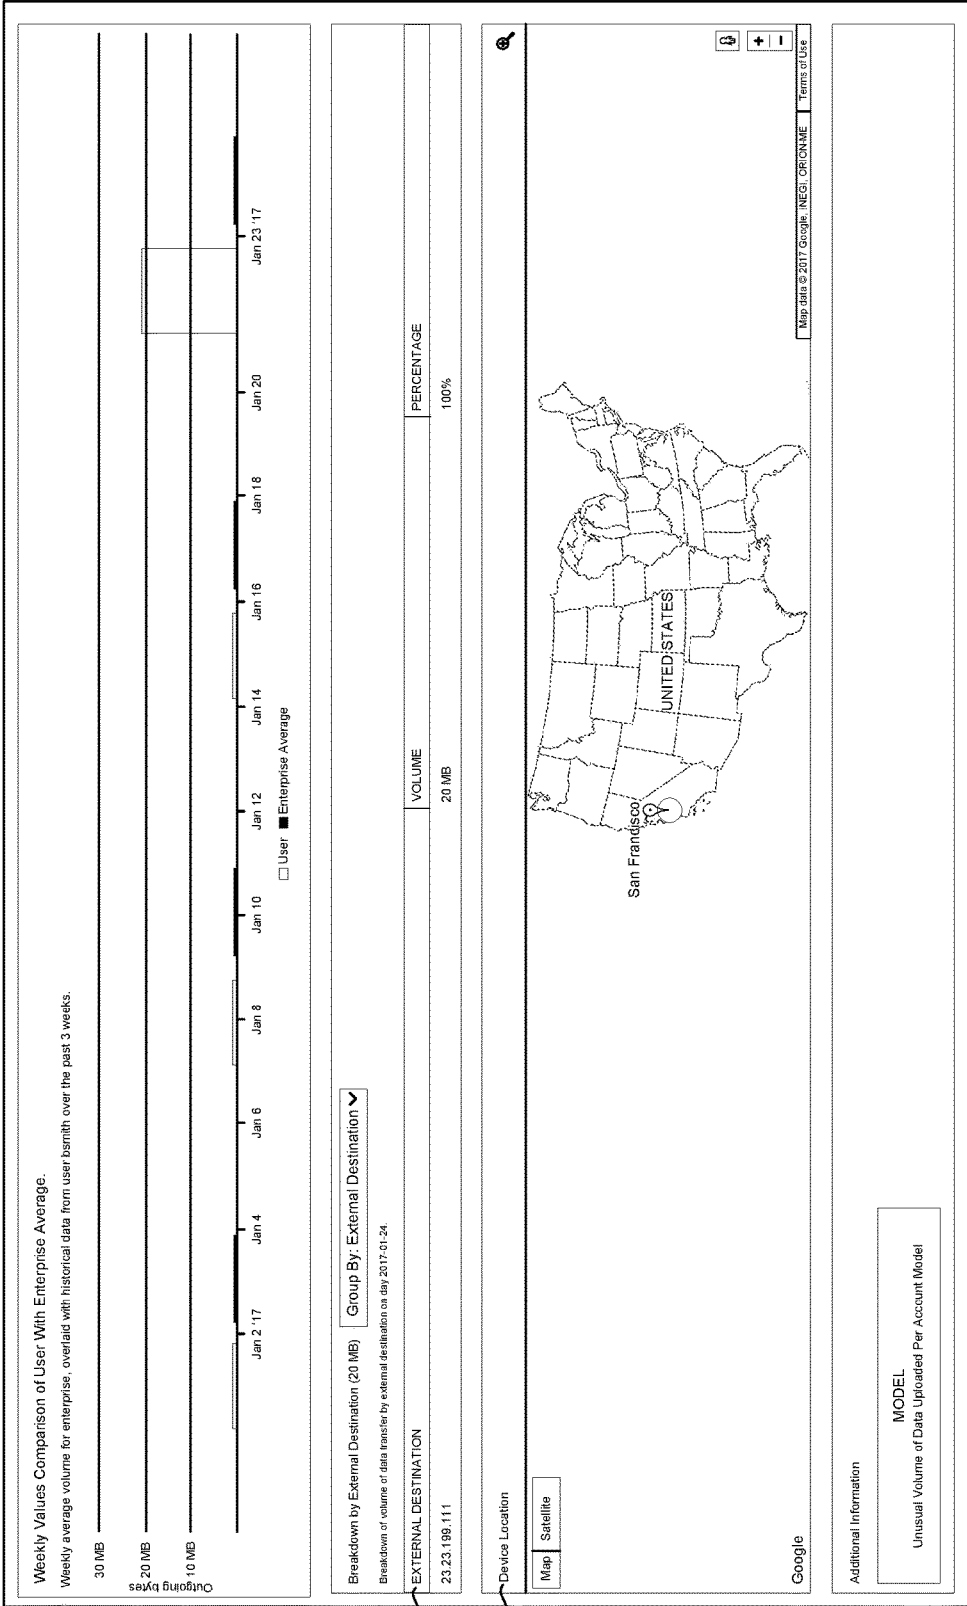 Weekly Values Comparison of User With Enterprise Average.
Weekly average volume for enterprise, overlaid with historical data from user bsmith over the past 3 weeks.
Outgoing bytes
30 MB
20 MB
10 MB
Jan 2 '17 Jan 4 Jan 6 Jan 8 Jan 10 Jan 12 Jan 14 Jan 16 Jan 18 Jan 20 Jan 23 '17
User Enterprise Average
Breakdown by External Destination (20 MB) Group By: External Destination
Breakdown of volume of data transfer by external destination on day 2017-01-24.
EXTERNAL DESTINATION VOLUME PERCENTAGE
23.23.199.111 20 MB 100%
Device Location
Map Satellite
San Frandisco
UNITED STATES
+
−
Google
Map data © 2017 Google, INEGI, ORION-ME Terms of Use
Additional Information
MODEL
Unusual Volume of Data Uploaded Per Account Model